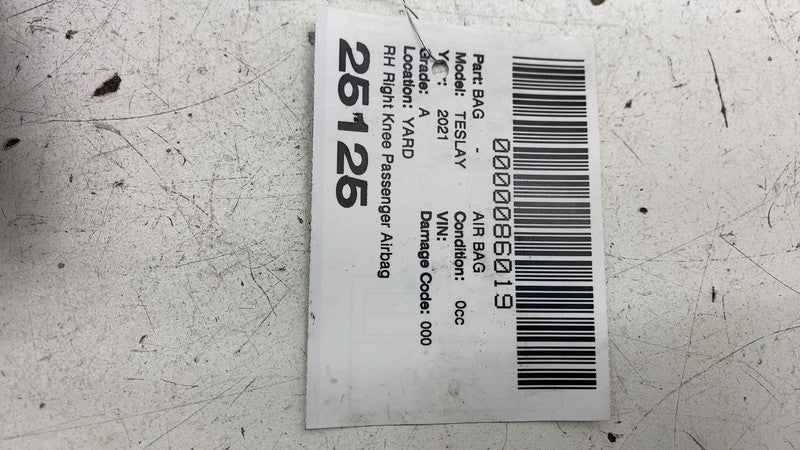 0000086019
Part: BAG - AIR BAG
Model: TESLAY Condition: 0cc
2021 VIN:
Grade: A Damage Code: 000
Location: YARD
RH Right Knee Passenger Airbag
25125